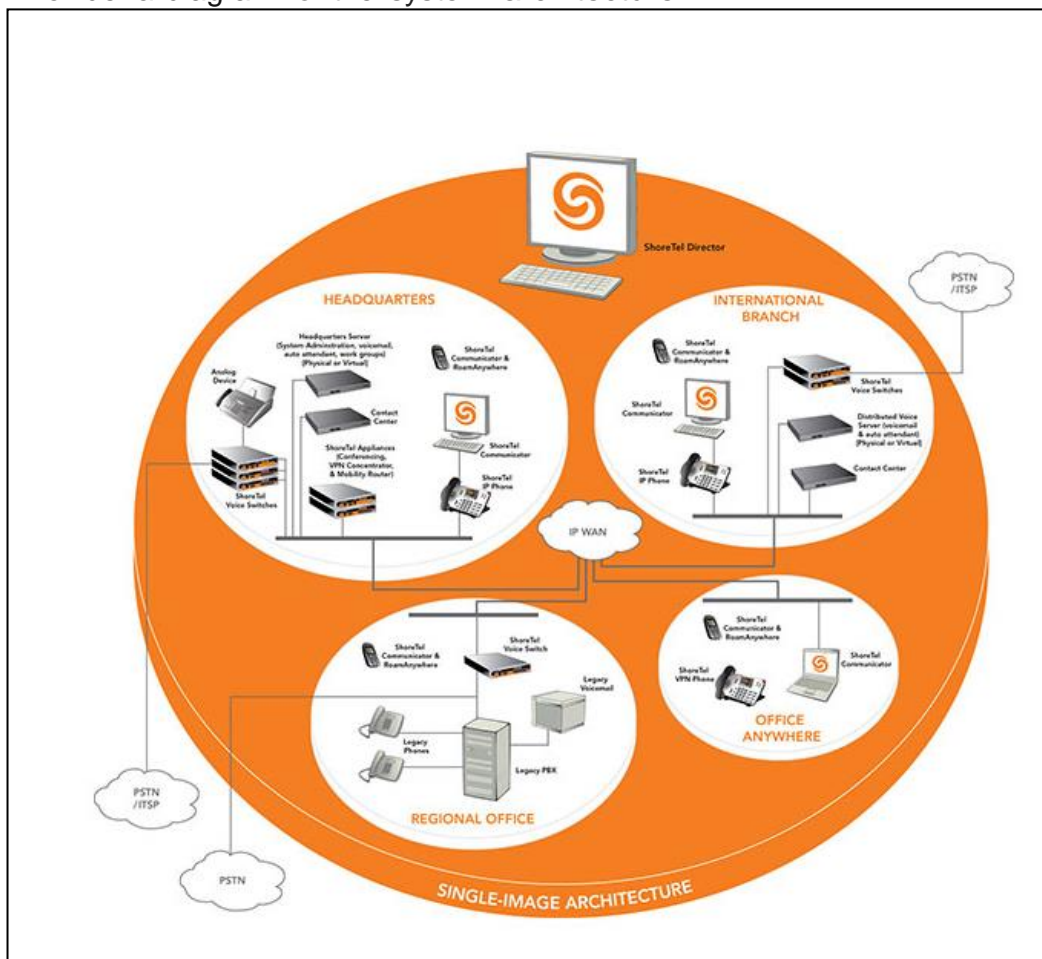 ShoreTel Director
HEADQUARTERS
Headquarters Server
(System Adminstration, voicemail,
auto attendant, work groups)
(Physical or Virtual)
Analog
Device
Contact
Center
ShoreTel Appliances
(Conferencing,
VPN Concentrator,
& Mobility Router)
ShoreTel
Voice Switches
ShoreTel
Communicator &
RoamAnywhere
ShoreTel
Communicator
ShoreTel
IP Phone
INTERNATIONAL
BRANCH
ShoreTel
Communicator &
RoamAnywhere
ShoreTel
Communicator
ShoreTel
IP Phone
ShoreTel
Voice Switches
Distributed Voice
Server (voicemail
& auto attendant)
(Physical or Virtual)
Contact Center
PSTN
/ITSP
IP WAN
ShoreTel
Communicator &
RoamAnywhere
ShoreTel
Voice Switch
Legacy
Voicemail
Legacy
Phones
Legacy PBX
REGIONAL OFFICE
ShoreTel
Communicator &
RoamAnywhere
ShoreTel
VPN Phone
ShoreTel
Communicator
OFFICE
ANYWHERE
PSTN
/ITSP
PSTN
SINGLE-IMAGE ARCHITECTURE